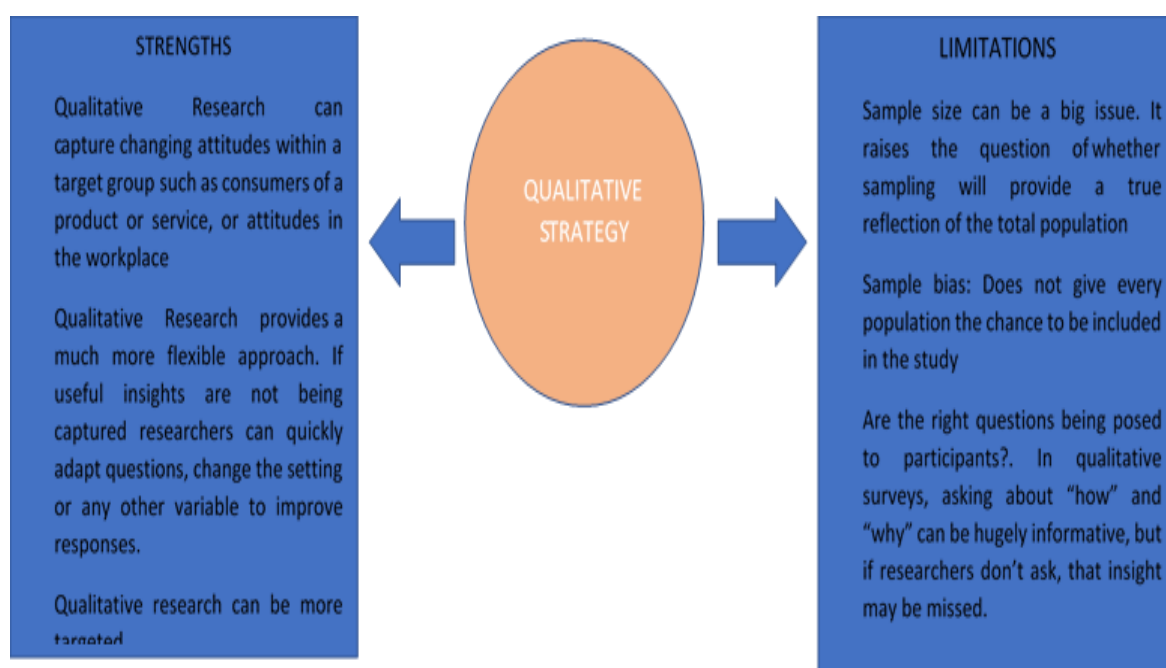 STRENGTHS
Qualitative Research can
capture changing attitudes within a
target group such as consumers of a
product or service, or attitudes in
the workplace
Qualitative Research provides a
much more flexible approach. If
useful insights are not being
captured researchers can quickly
adapt questions, change the setting
or any other variable to improve
responses.
Qualitative research can be more
targeted
QUALITATIVE
STRATEGY
LIMITATIONS
Sample size can be a big issue. It
raises the question of whether
sampling will provide a true
reflection of the total population
Sample bias: Does not give every
population the chance to be included
in the study
Are the right questions being posed
to participants?. In qualitative
surveys, asking about “how” and
“why” can be hugely informative, but
if researchers don’t ask, that insight
may be missed.